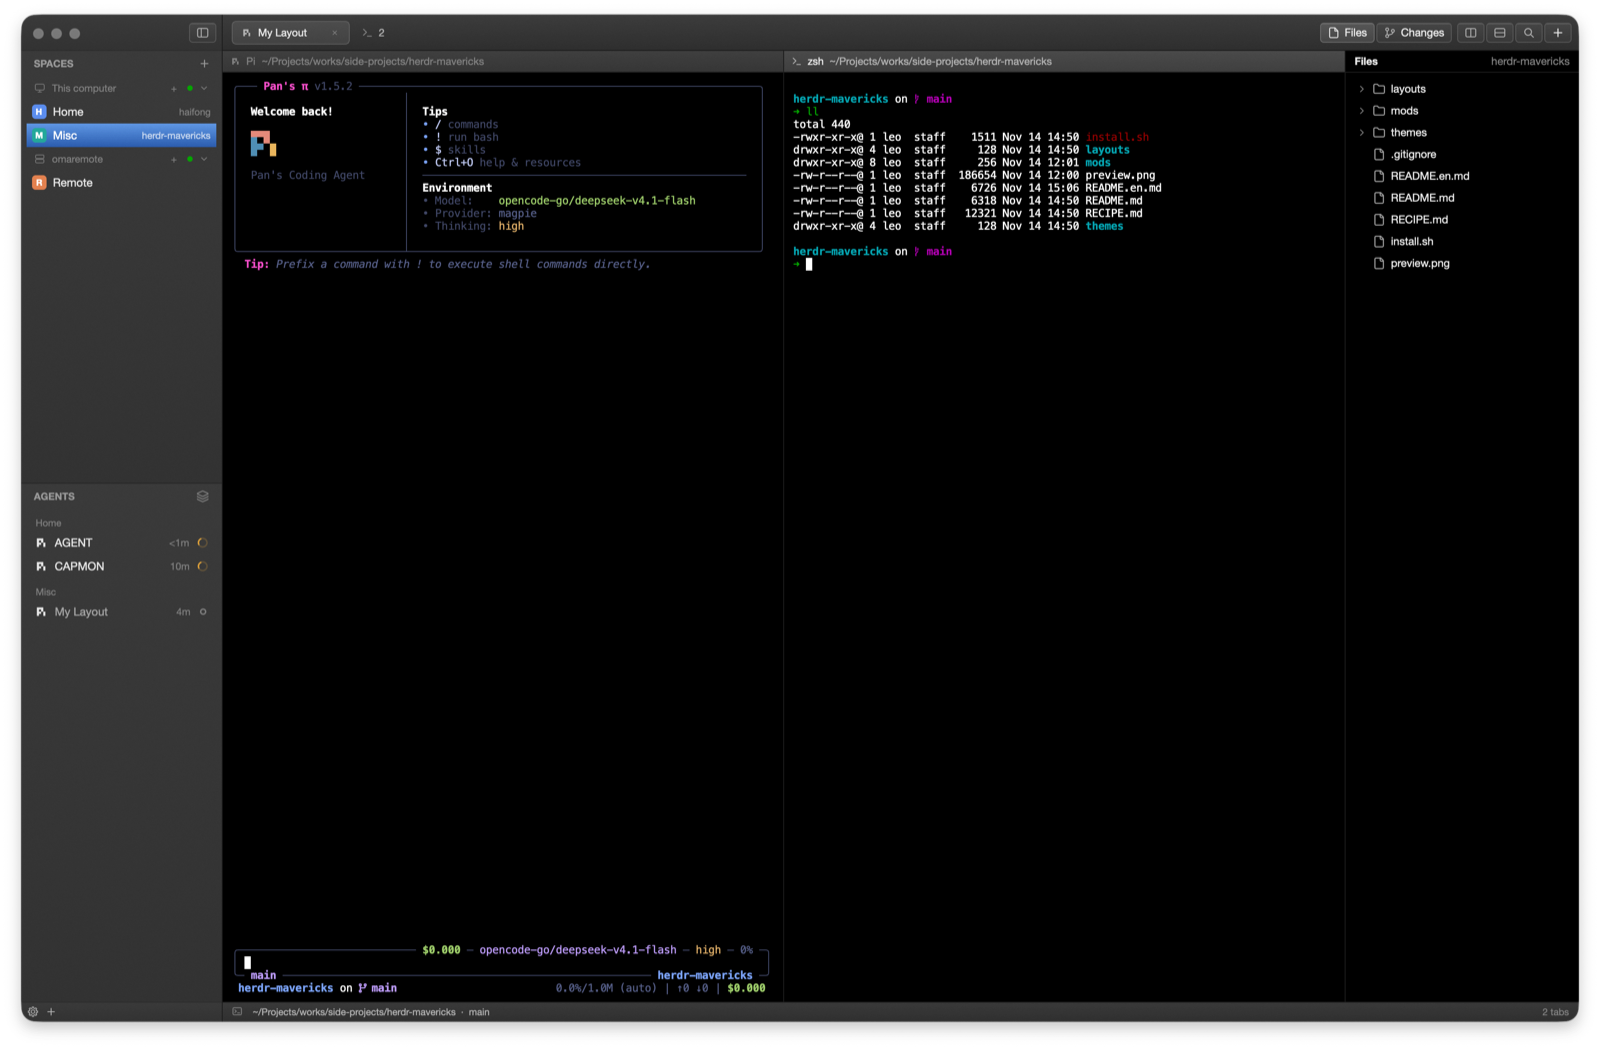 My Layout ×
>_ 2
Files
Changes
SPACES
This computer
H Home haifong
M Misc herdr-mavericks
omaremote
R Remote
AGENTS
Home
AGENT <1m
CAPMON 10m
Misc
My Layout 4m
Pi ~/Projects/works/side-projects/herdr-mavericks
Pan's π v1.5.2
Welcome back!
Pan's Coding Agent
Tips
• / commands
• ! run bash
• $ skills
• Ctrl+O help & resources
Environment
• Model: opencode-go/deepseek-v4.1-flash
• Provider: magpie
• Thinking: high
Tip: Prefix a command with ! to execute shell commands directly.
$0.000 — opencode-go/deepseek-v4.1-flash — high — 0%
main herdr-mavericks
herdr-mavericks on main 0.0%/1.0M (auto) | ↑0 ↓0 | $0.000
>_ zsh ~/Projects/works/side-projects/herdr-mavericks
herdr-mavericks on main
→ ll
total 440
-rwxr-xr-x@ 1 leo staff 1511 Nov 14 14:50 install.sh
drwxr-xr-x@ 4 leo staff 128 Nov 14 14:50 layouts
drwxr-xr-x@ 8 leo staff 256 Nov 14 12:01 mods
-rw-r--r--@ 1 leo staff 186654 Nov 14 12:00 preview.png
-rw-r--r--@ 1 leo staff 6726 Nov 14 15:06 README.en.md
-rw-r--r--@ 1 leo staff 6318 Nov 14 14:50 README.md
-rw-r--r--@ 1 leo staff 12321 Nov 14 14:50 RECIPE.md
drwxr-xr-x@ 4 leo staff 128 Nov 14 14:50 themes
herdr-mavericks on main
→
Files herdr-mavericks
layouts
mods
themes
.gitignore
README.en.md
README.md
RECIPE.md
install.sh
preview.png
~/Projects/works/side-projects/herdr-mavericks · main
2 tabs